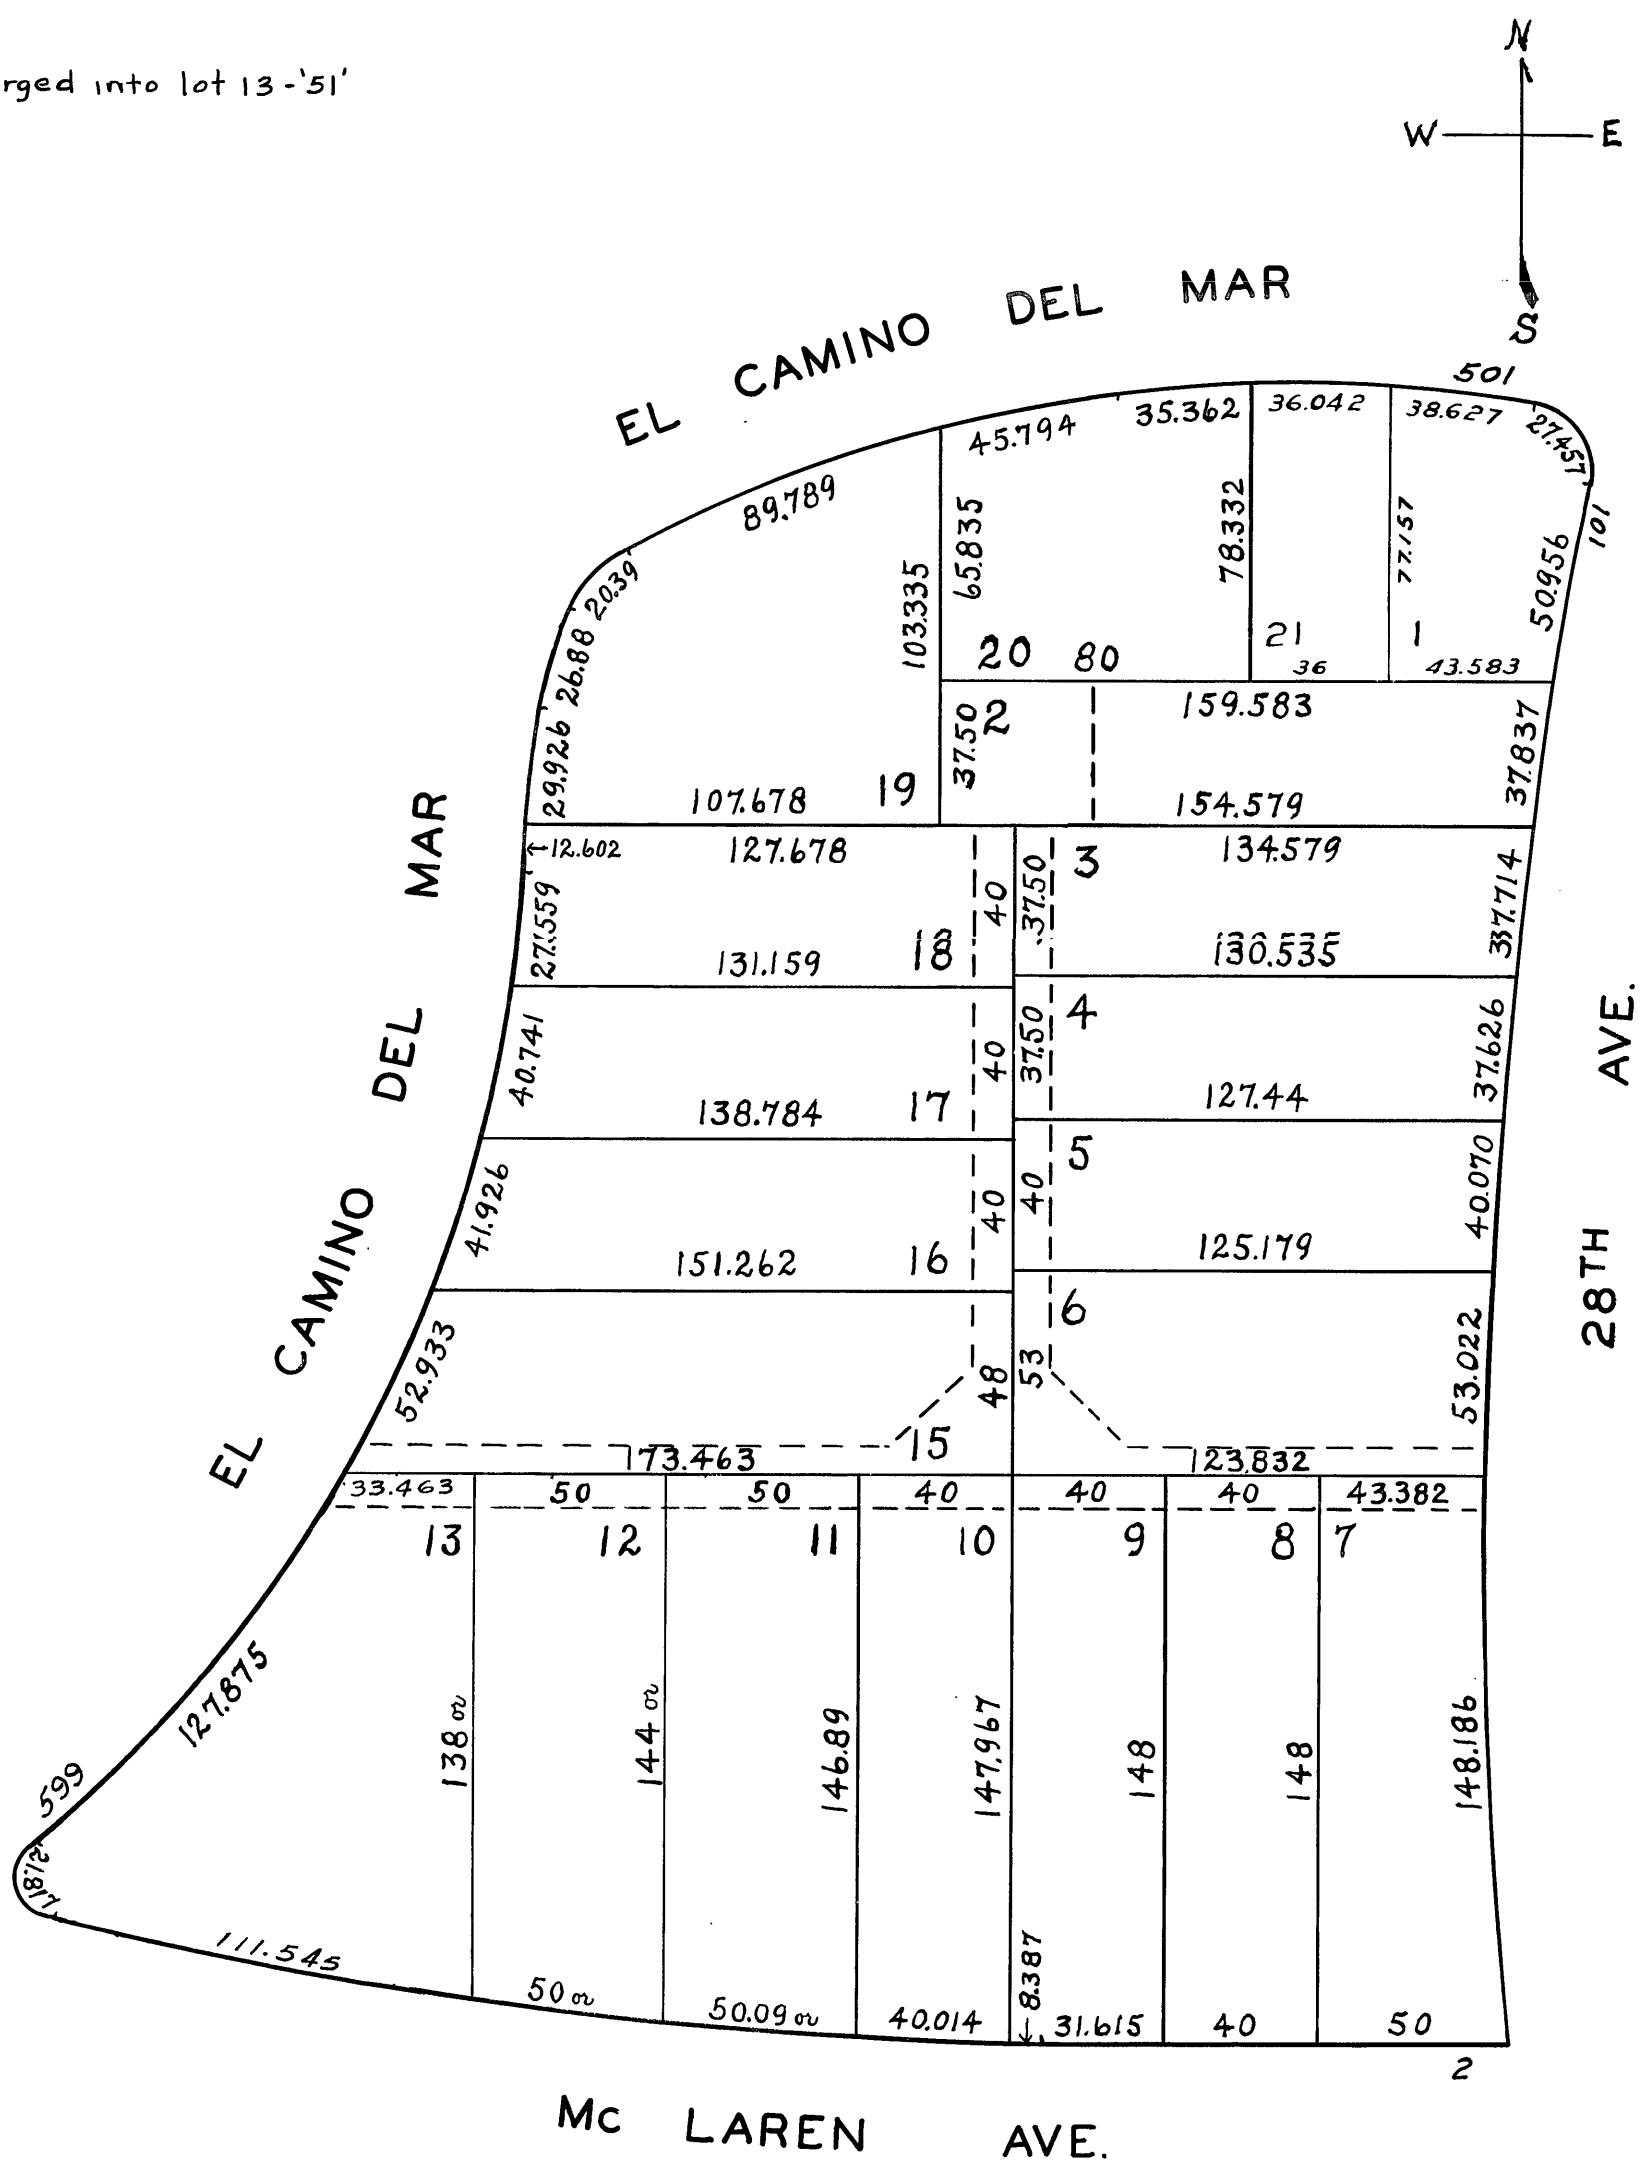 N
rged into lot 13-'51'
W E
S
EL CAMINO DEL MAR
501
45.794 35.362 36.042 38.627 27.457
89.789
101
65.835 78.332 77.157 50.956
20.39
103.335
26.88
20 80 21 1
36 43.583
29.926
37.50 2 159.583 37.837
107.678 19 154.579
←12.602 127.678 3 134.579
27.559 40 37.50 37.714
131.159 18 130.535
EL CAMINO DEL MAR
4
40.741 40 37.50 37.626
138.784 17 127.44
28TH AVE.
5
41.926 40 40 40.070
151.262 16 125.179
6
52.933 48 53 53.022
173.463 15 123.832
33.463 50 50 40 40 40 43.382
13 12 11 10 9 8 7
127.875 138 or 144 or 146.89 147.967 148 148 148.186
599
21.817
111.545
50 or 50.09 or 40.014 ←8.387 31.615 40 50
2
Mc LAREN AVE.